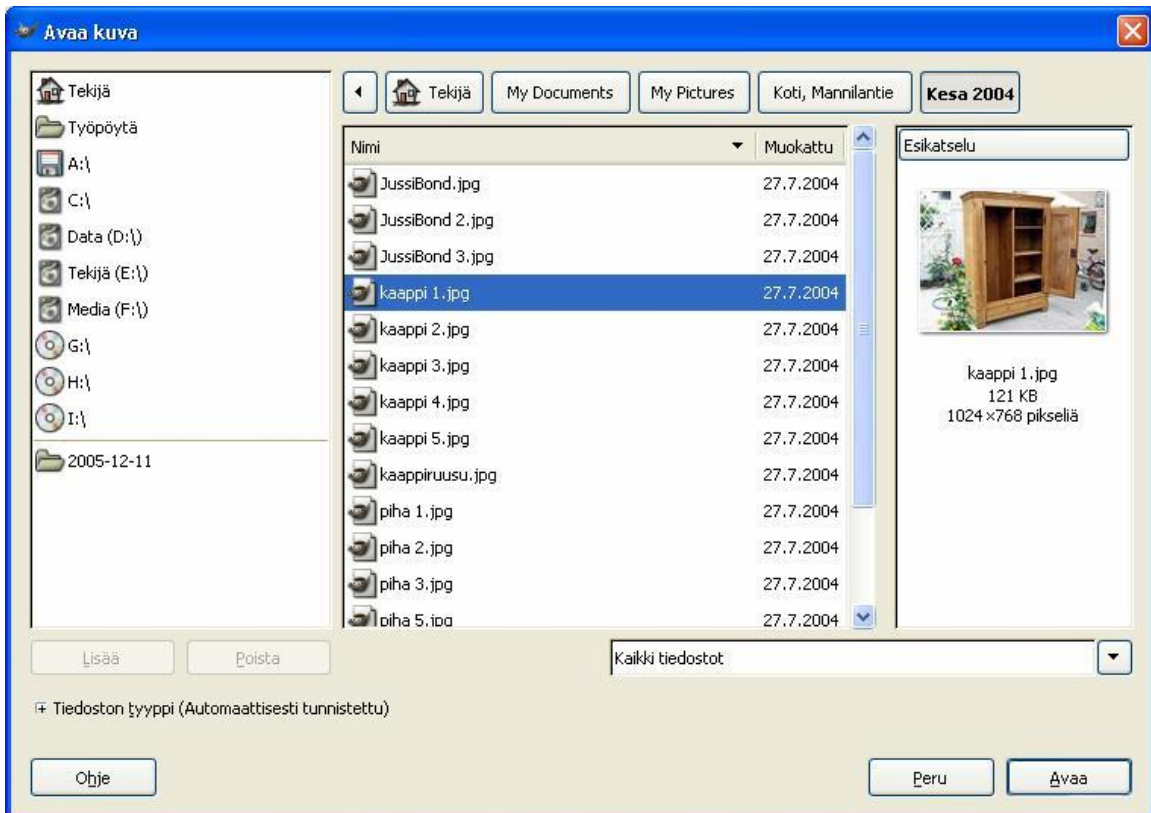 Avaa kuva
Tekijä
Työpöytä
A:\
C:\
Data (D:\)
Tekijä (E:\)
Media (F:\)
G:\
H:\
I:\
2005-12-11
Lisää Poista
Tekijä My Documents My Pictures Koti, Mannilantie Kesa 2004
Nimi Muokattu
JussiBond.jpg 27.7.2004
JussiBond 2.jpg 27.7.2004
JussiBond 3.jpg 27.7.2004
kaappi 1.jpg 27.7.2004
kaappi 2.jpg 27.7.2004
kaappi 3.jpg 27.7.2004
kaappi 4.jpg 27.7.2004
kaappi 5.jpg 27.7.2004
kaappiruusu.jpg 27.7.2004
piha 1.jpg 27.7.2004
piha 2.jpg 27.7.2004
piha 3.jpg 27.7.2004
piha 5.jpg 27.7.2004
Esikatselu
kaappi 1.jpg
121 KB
1024×768 pikseliä
Kaikki tiedostot
Tiedoston tyyppi (Automaattisesti tunnistettu)
Ohje Peru Avaa